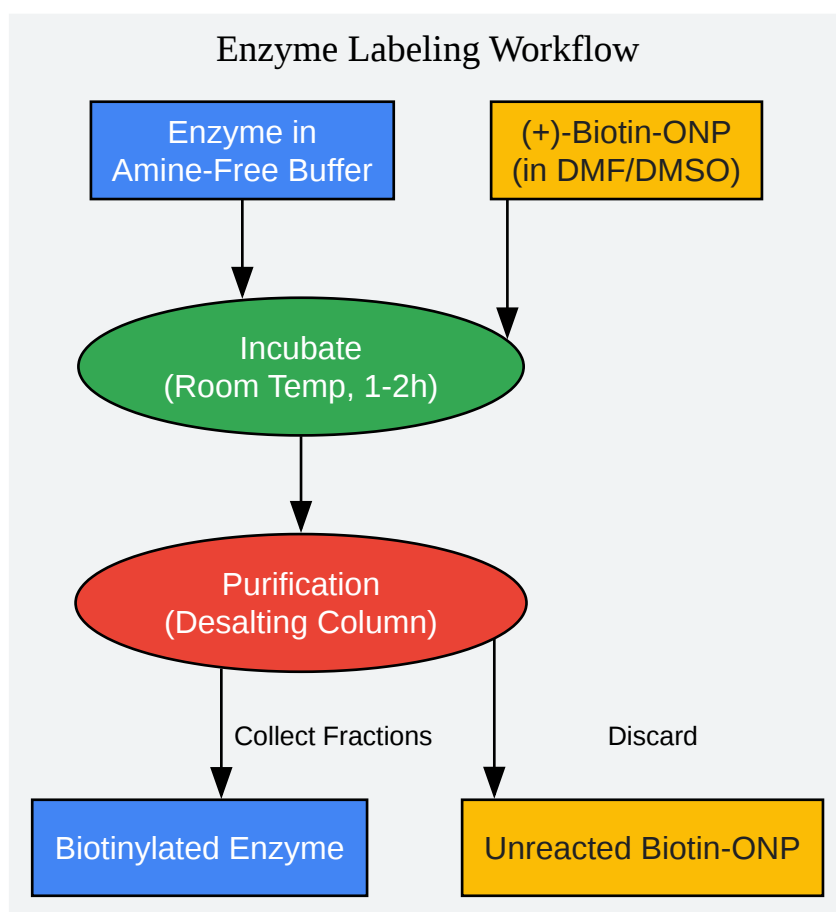 Enzyme Labeling Workflow
Enzyme in
Amine-Free Buffer
(+)-Biotin-ONP
(in DMF/DMSO)
Incubate
(Room Temp, 1-2h)
Purification
(Desalting Column)
Collect Fractions
Discard
Biotinylated Enzyme
Unreacted Biotin-ONP